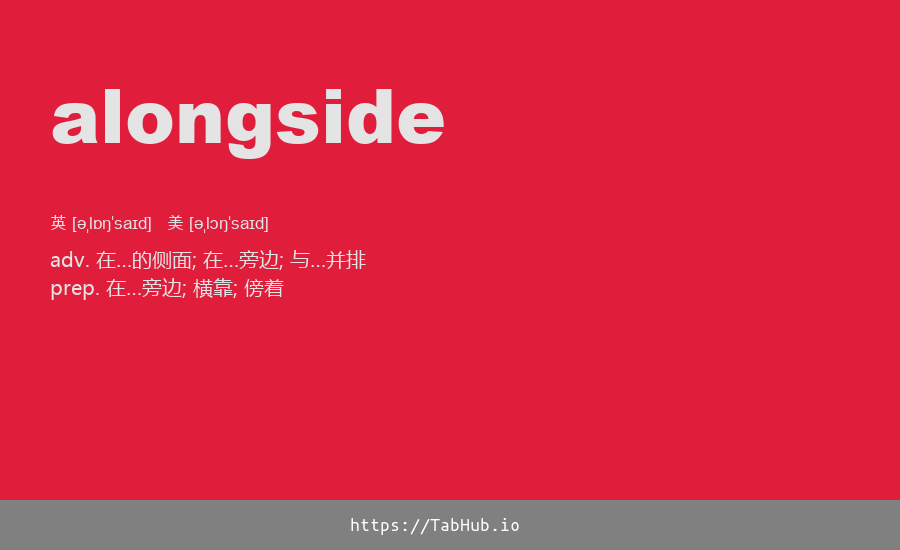 alongside
英 [əˌlɒŋˈsaɪd] 美 [əˌlɔŋˈsaɪd]
adv. 在...的侧面; 在...旁边; 与...并排
prep. 在...旁边; 横靠; 傍着
https://TabHub.io